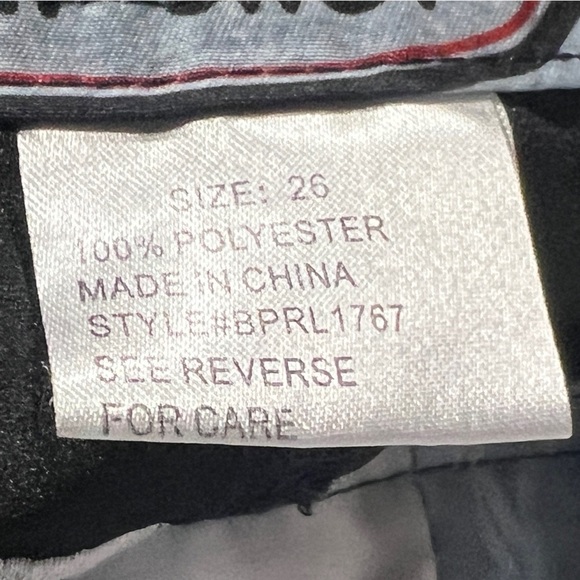 SIZE: 26
100% POLYESTER
MADE IN CHINA
STYLE#BPRL1767
SEE REVERSE
FOR CARE